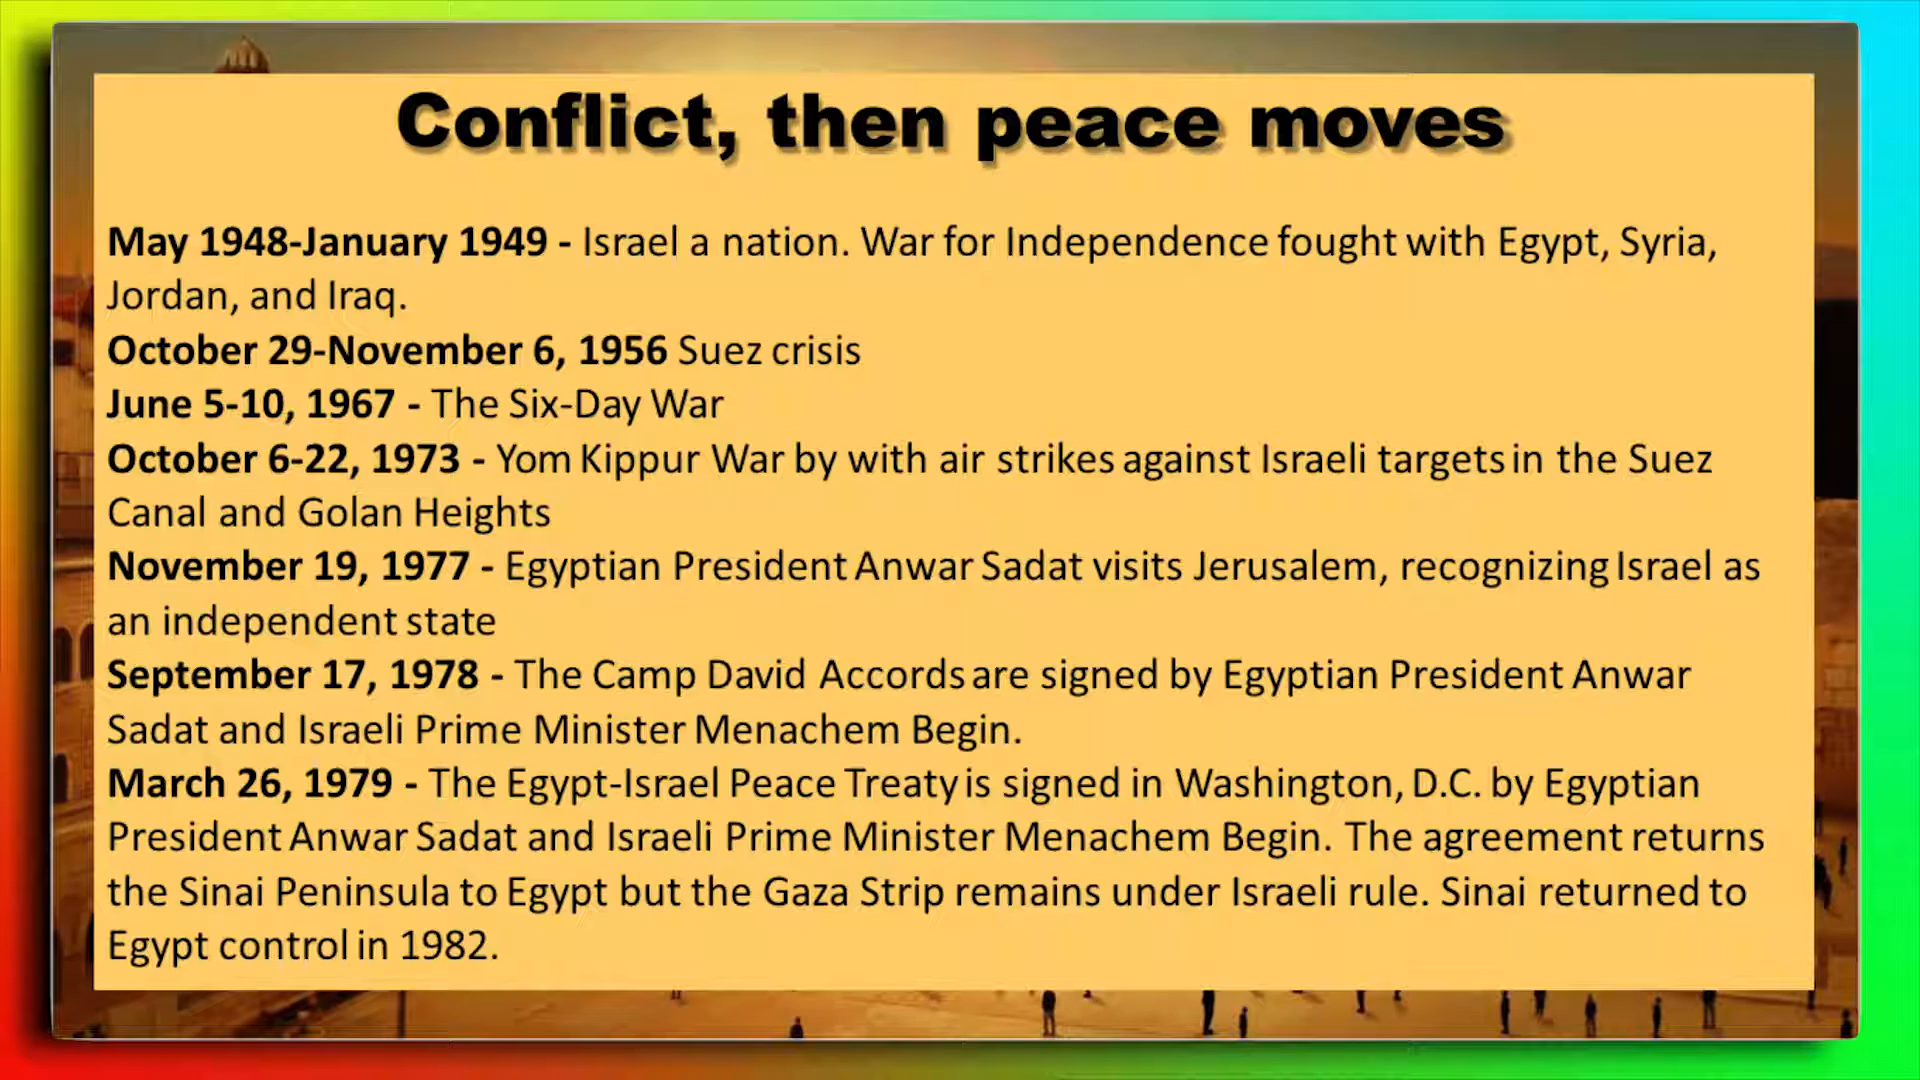 Conflict, then peace moves
May 1948-January 1949 - Israel a nation. War for Independence fought with Egypt, Syria,
Jordan, and Iraq.
October 29-November 6, 1956 Suez crisis
June 5-10, 1967 - The Six-Day War
October 6-22, 1973 - Yom Kippur War by with air strikes against Israeli targets in the Suez
Canal and Golan Heights
November 19, 1977 - Egyptian President Anwar Sadat visits Jerusalem, recognizing Israel as
an independent state
September 17, 1978 - The Camp David Accords are signed by Egyptian President Anwar
Sadat and Israeli Prime Minister Menachem Begin.
March 26, 1979 - The Egypt-Israel Peace Treaty is signed in Washington, D.C. by Egyptian
President Anwar Sadat and Israeli Prime Minister Menachem Begin. The agreement returns
the Sinai Peninsula to Egypt but the Gaza Strip remains under Israeli rule. Sinai returned to
Egypt control in 1982.